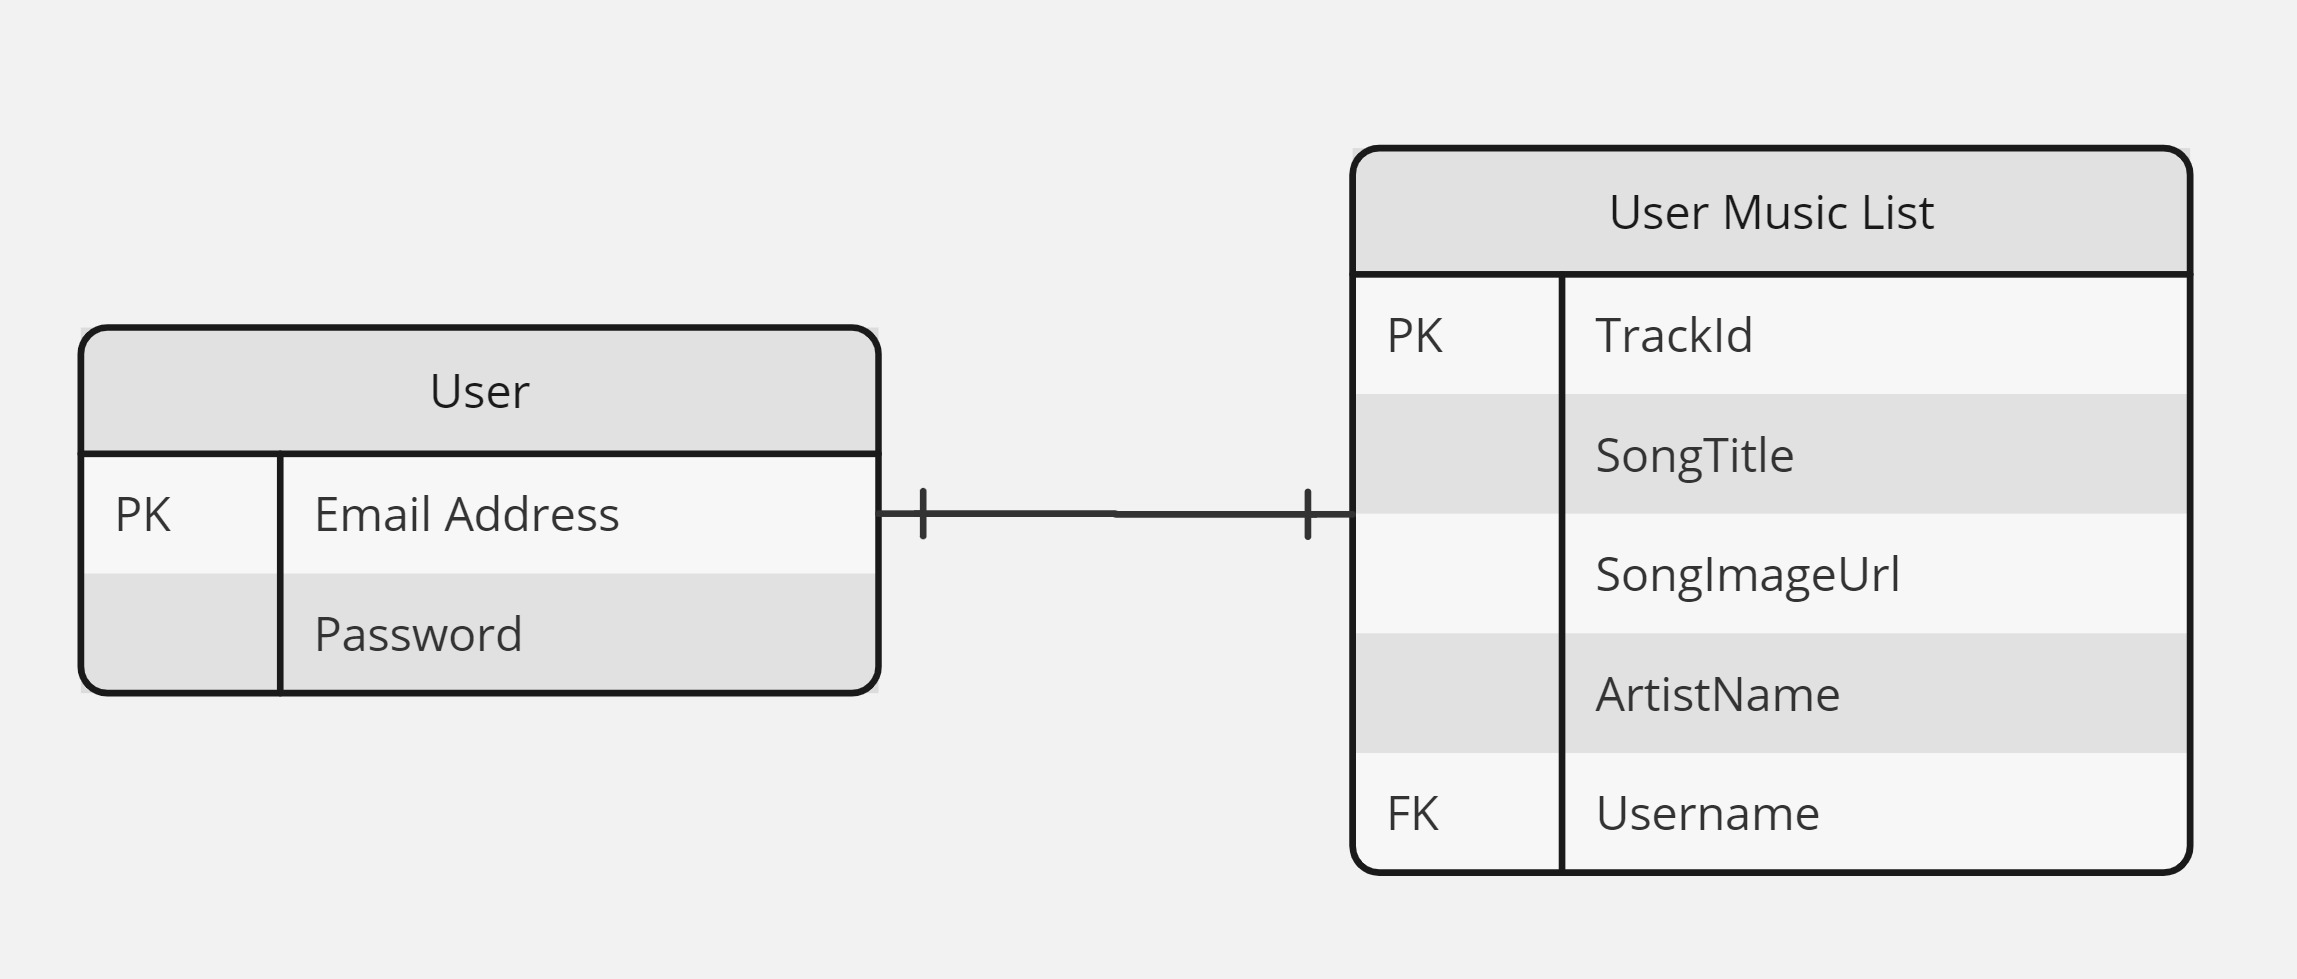 User
PK Email Address
Password
User Music List
PK TrackId
SongTitle
SongImageUrl
ArtistName
FK Username